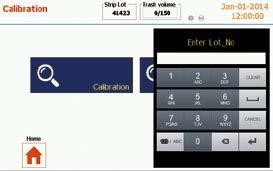 Calibration
Strip Lot
41423
Trash volume
0/150
Jan-01-2014
12:00:00
Calibration
Enter Lot_No
1
2 ABC
3 DEF
CLEAR
4 GHI
5 JKL
6 MNO
7 PQRS
8 TUV
9 WXYZ
CANCEL
123 / ABC
0
Home